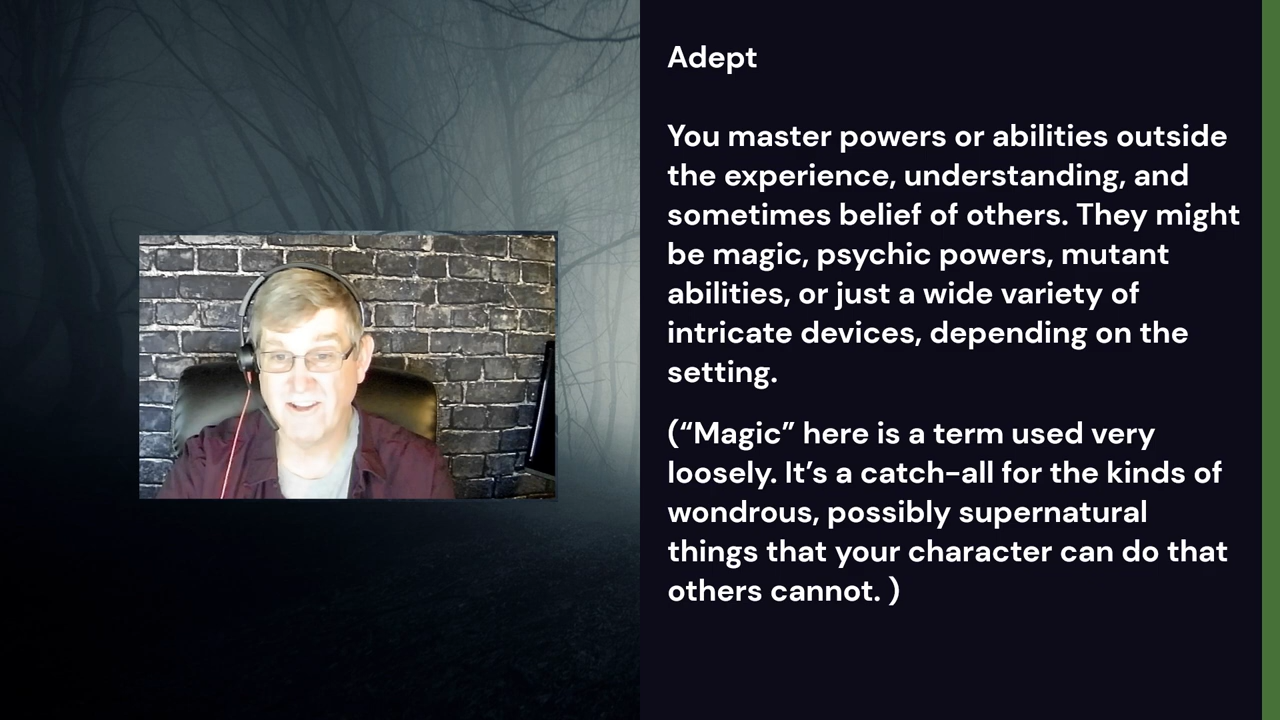 Adept
You master powers or abilities outside
the experience, understanding, and
sometimes belief of others. They might
be magic, psychic powers, mutant
abilities, or just a wide variety of
intricate devices, depending on the
setting.
(“Magic” here is a term used very
loosely. It’s a catch-all for the kinds of
wondrous, possibly supernatural
things that your character can do that
others cannot. )